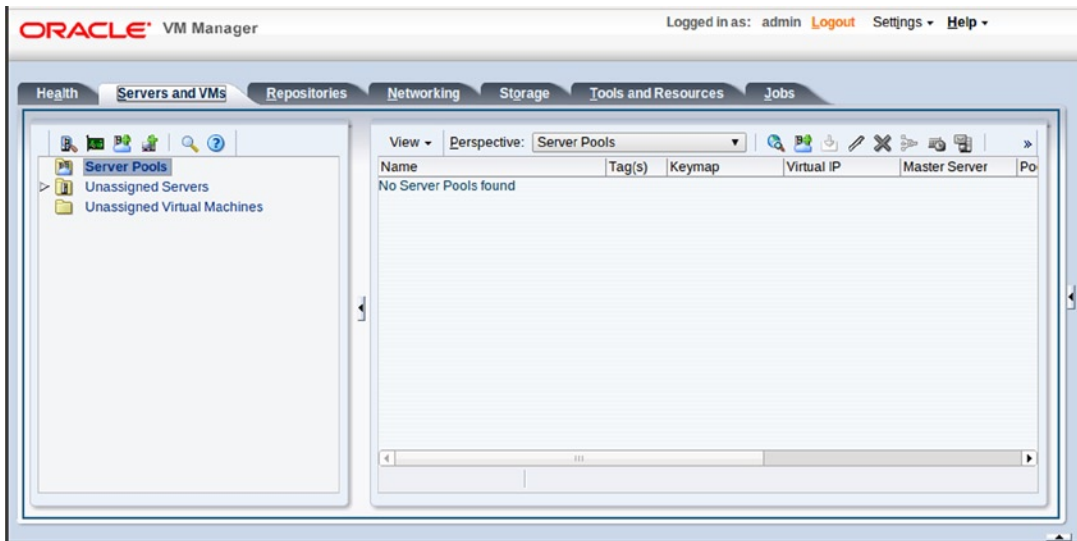 ORACLE VM Manager
Logged in as: admin Logout Settings Help
Health Servers and VMs Repositories Networking Storage Tools and Resources Jobs
View Perspective: Server Pools »
Server Pools
Unassigned Servers
Unassigned Virtual Machines
Name Tag(s) Keymap Virtual IP Master Server Po
No Server Pools found